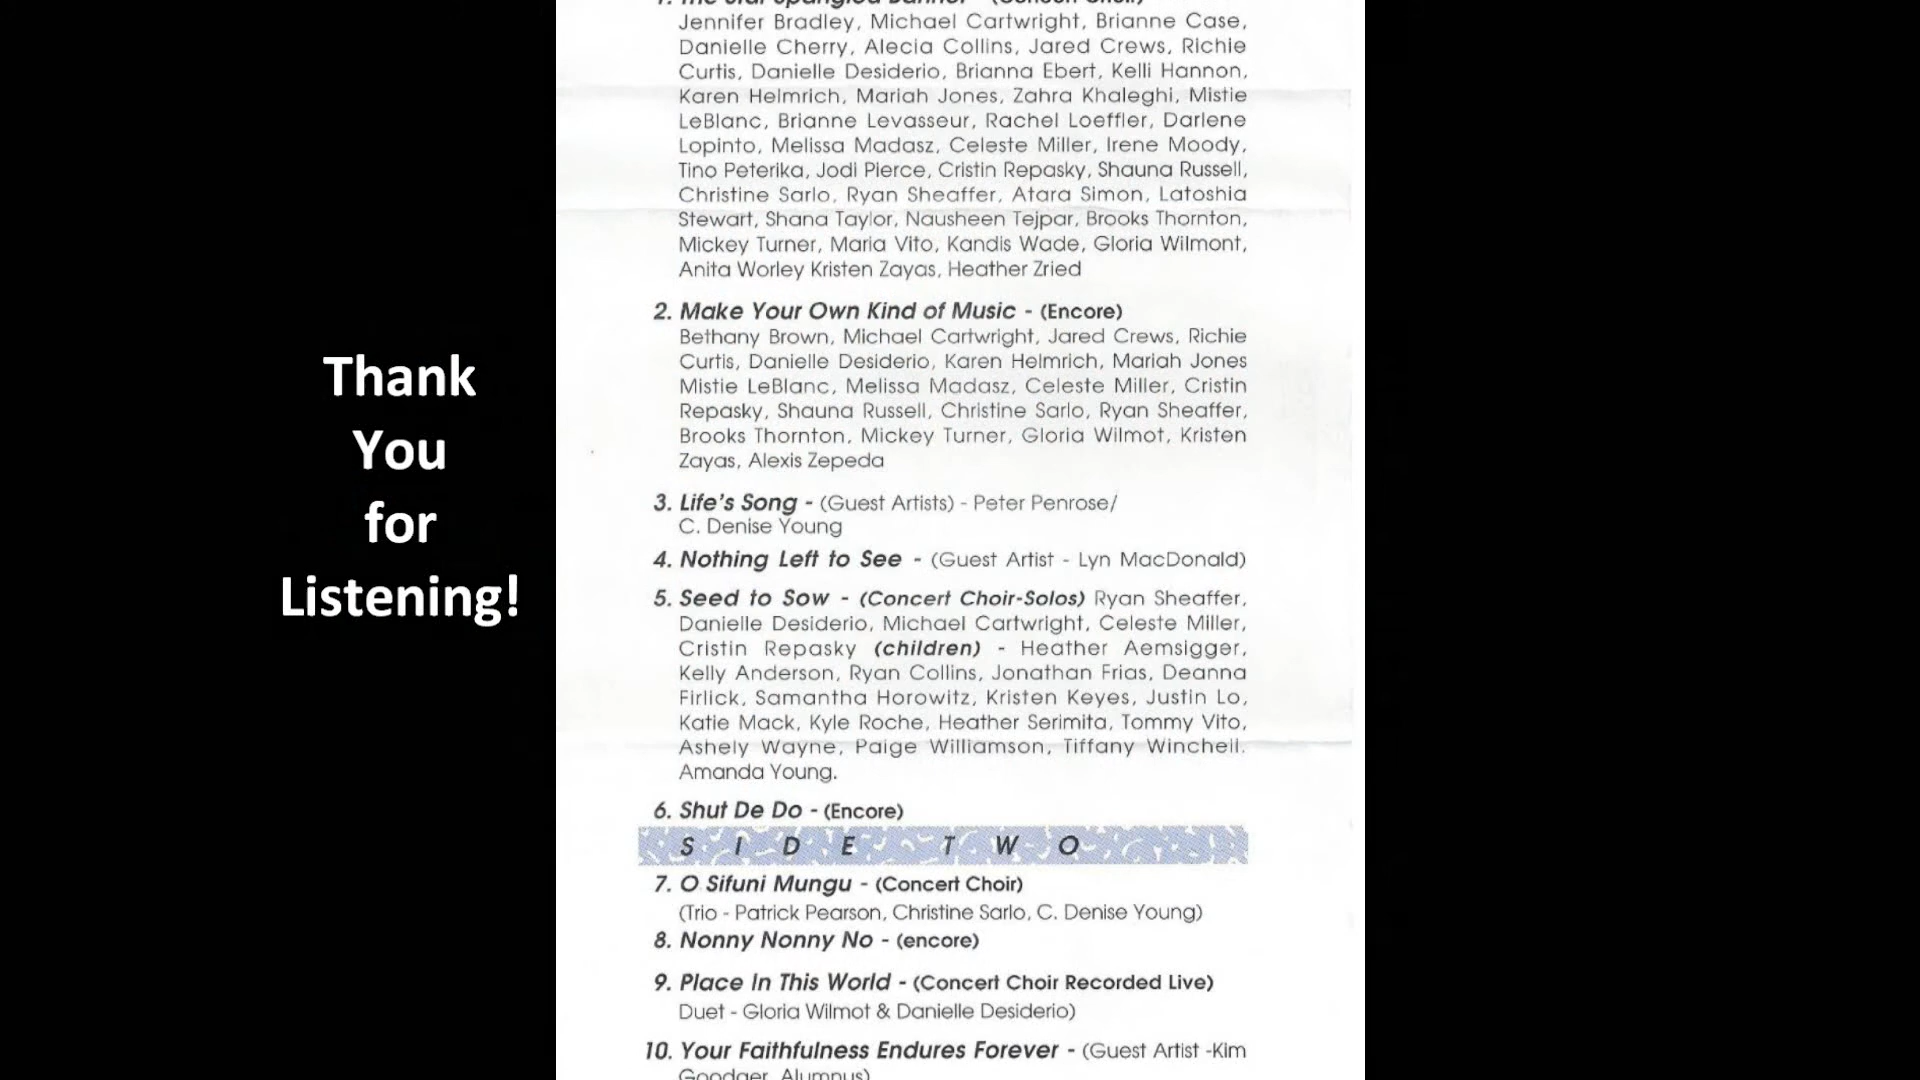 Thank
You
for
Listening!
1. The Star Spangled Banner - (Concert Choir)
Jennifer Bradley, Michael Cartwright, Brianne Case,
Danielle Cherry, Alecia Collins, Jared Crews, Richie
Curtis, Danielle Desiderio, Brianna Ebert, Kelli Hannon,
Karen Helmrich, Mariah Jones, Zahra Khaleghi, Mistie
LeBlanc, Brianne Levasseur, Rachel Loeffler, Darlene
Lopinto, Melissa Madasz, Celeste Miller, Irene Moody,
Tino Peterika, Jodi Pierce, Cristin Repasky, Shauna Russell,
Christine Sarlo, Ryan Sheaffer, Atara Simon, Latoshia
Stewart, Shana Taylor, Nausheen Tejpar, Brooks Thornton,
Mickey Turner, Maria Vito, Kandis Wade, Gloria Wilmont,
Anita Worley Kristen Zayas, Heather Zried
2. Make Your Own Kind of Music - (Encore)
Bethany Brown, Michael Cartwright, Jared Crews, Richie
Curtis, Danielle Desiderio, Karen Helmrich, Mariah Jones
Mistie LeBlanc, Melissa Madasz, Celeste Miller, Cristin
Repasky, Shauna Russell, Christine Sarlo, Ryan Sheaffer,
Brooks Thornton, Mickey Turner, Gloria Wilmot, Kristen
Zayas, Alexis Zepeda
3. Life's Song - (Guest Artists) - Peter Penrose/
C. Denise Young
4. Nothing Left to See - (Guest Artist - Lyn MacDonald)
5. Seed to Sow - (Concert Choir-Solos) Ryan Sheaffer,
Danielle Desiderio, Michael Cartwright, Celeste Miller,
Cristin Repasky (children) - Heather Aemsigger,
Kelly Anderson, Ryan Collins, Jonathan Frias, Deanna
Firlick, Samantha Horowitz, Kristen Keyes, Justin Lo,
Katie Mack, Kyle Roche, Heather Serimita, Tommy Vito,
Ashely Wayne, Paige Williamson, Tiffany Winchell.
Amanda Young.
6. Shut De Do - (Encore)
SIDE TWO
7. O Sifuni Mungu - (Concert Choir)
(Trio - Patrick Pearson, Christine Sarlo, C. Denise Young)
8. Nonny Nonny No - (encore)
9. Place In This World - (Concert Choir Recorded Live)
Duet - Gloria Wilmot & Danielle Desiderio)
10. Your Faithfulness Endures Forever - (Guest Artist -Kim
Goodger, Alumnus)